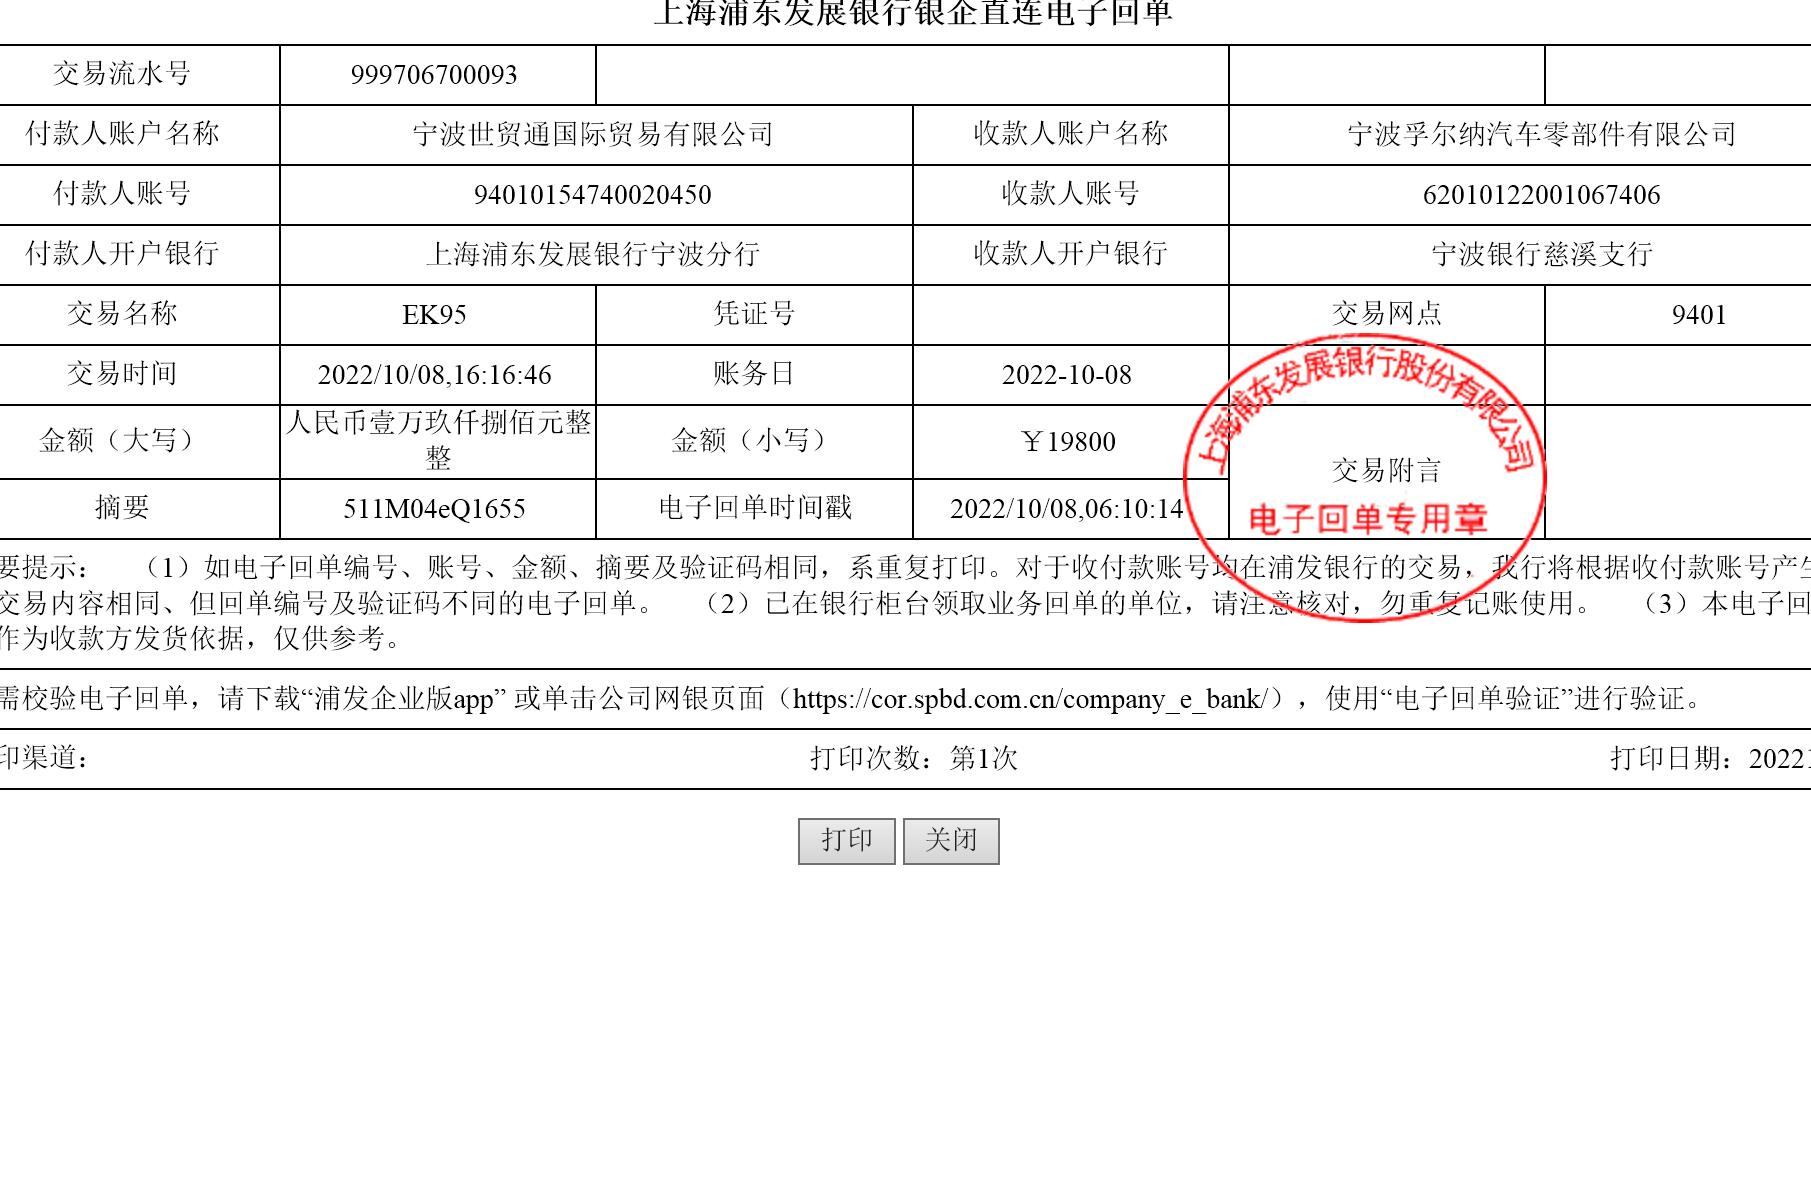 上海浦东发展银行银企直连电子回单
交易流水号 999706700093
付款人账户名称 宁波世贸通国际贸易有限公司 收款人账户名称 宁波孚尔纳汽车零部件有限公司
付款人账号 94010154740020450 收款人账号 62010122001067406
付款人开户银行 上海浦东发展银行宁波分行 收款人开户银行 宁波银行慈溪支行
交易名称 EK95 凭证号 交易网点 9401
交易时间 2022/10/08,16:16:46 账务日 2022-10-08
金额（大写） 人民币壹万玖仟捌佰元整
整 金额（小写） ￥19800
交易附言
摘要 511M04eQ1655 电子回单时间戳 2022/10/08,06:10:14
上海浦东发展银行股份有限公司
电子回单专用章
要提示： （1）如电子回单编号、账号、金额、摘要及验证码相同，系重复打印。对于收付款账号均在浦发银行的交易，我行将根据收付款账号产生
交易内容相同、但回单编号及验证码不同的电子回单。 （2）已在银行柜台领取业务回单的单位，请注意核对，勿重复记账使用。 （3）本电子回
作为收款方发货依据，仅供参考。
需校验电子回单，请下载“浦发企业版app” 或单击公司网银页面（https://cor.spbd.com.cn/company_e_bank/），使用“电子回单验证”进行验证。
印渠道： 打印次数：第1次 打印日期：2022
打印 关闭